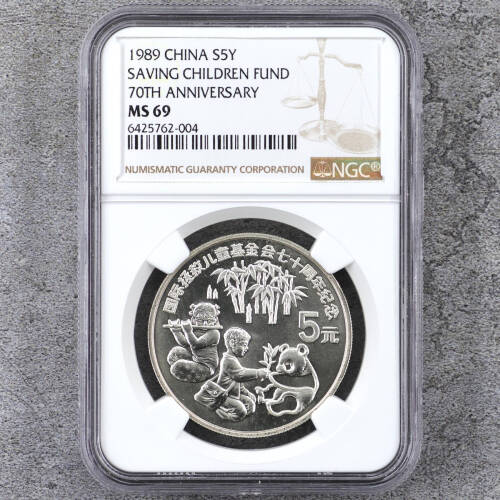 1989 CHINA S5Y
SAVING CHILDREN FUND
70TH ANNIVERSARY
MS 69
6425762-004
NUMISMATIC GUARANTY CORPORATION
NGC®
国际拯救儿童基金会七十周年纪念
5元